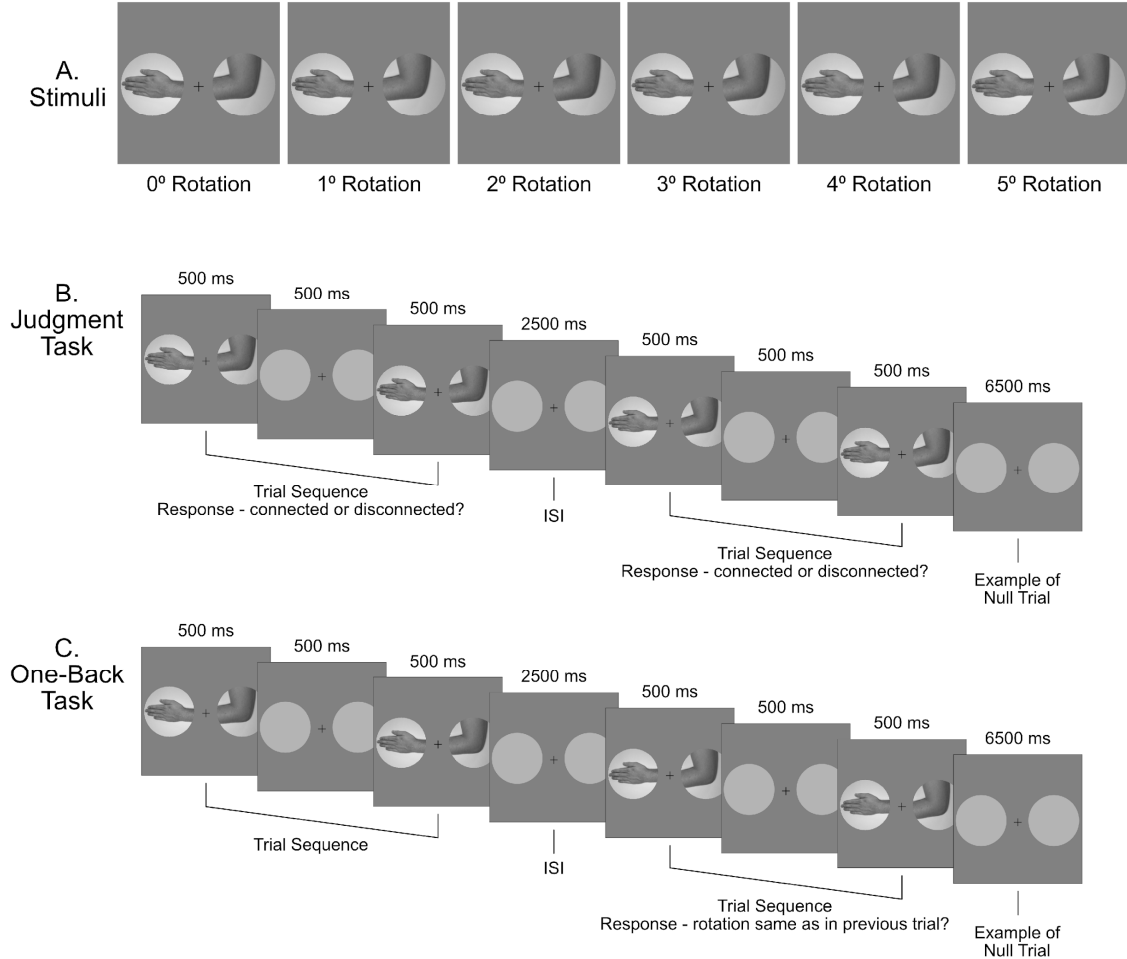 A.
Stimuli
0º Rotation
1º Rotation
2º Rotation
3º Rotation
4º Rotation
5º Rotation
B.
Judgment
Task
500 ms
500 ms
500 ms
2500 ms
500 ms
500 ms
500 ms
6500 ms
Trial Sequence
Response - connected or disconnected?
ISI
Trial Sequence
Response - connected or disconnected?
Example of
Null Trial
C.
One-Back
Task
500 ms
500 ms
500 ms
2500 ms
500 ms
500 ms
500 ms
6500 ms
Trial Sequence
ISI
Trial Sequence
Response - rotation same as in previous trial?
Example of
Null Trial